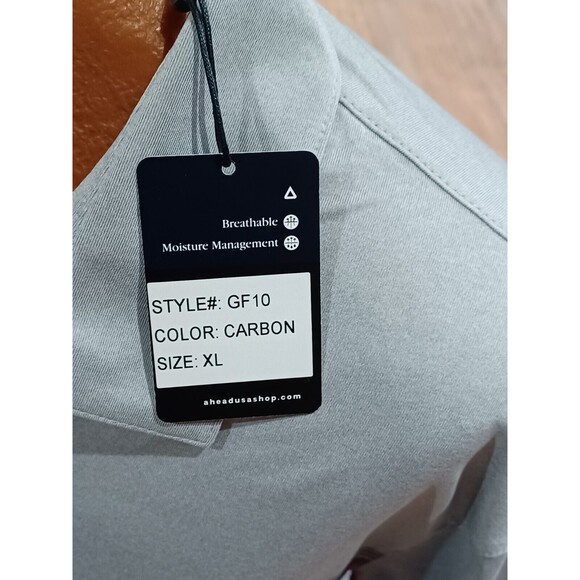 Breathable
Moisture Management
STYLE#: GF10
COLOR: CARBON
SIZE: XL
aheadusashop.com